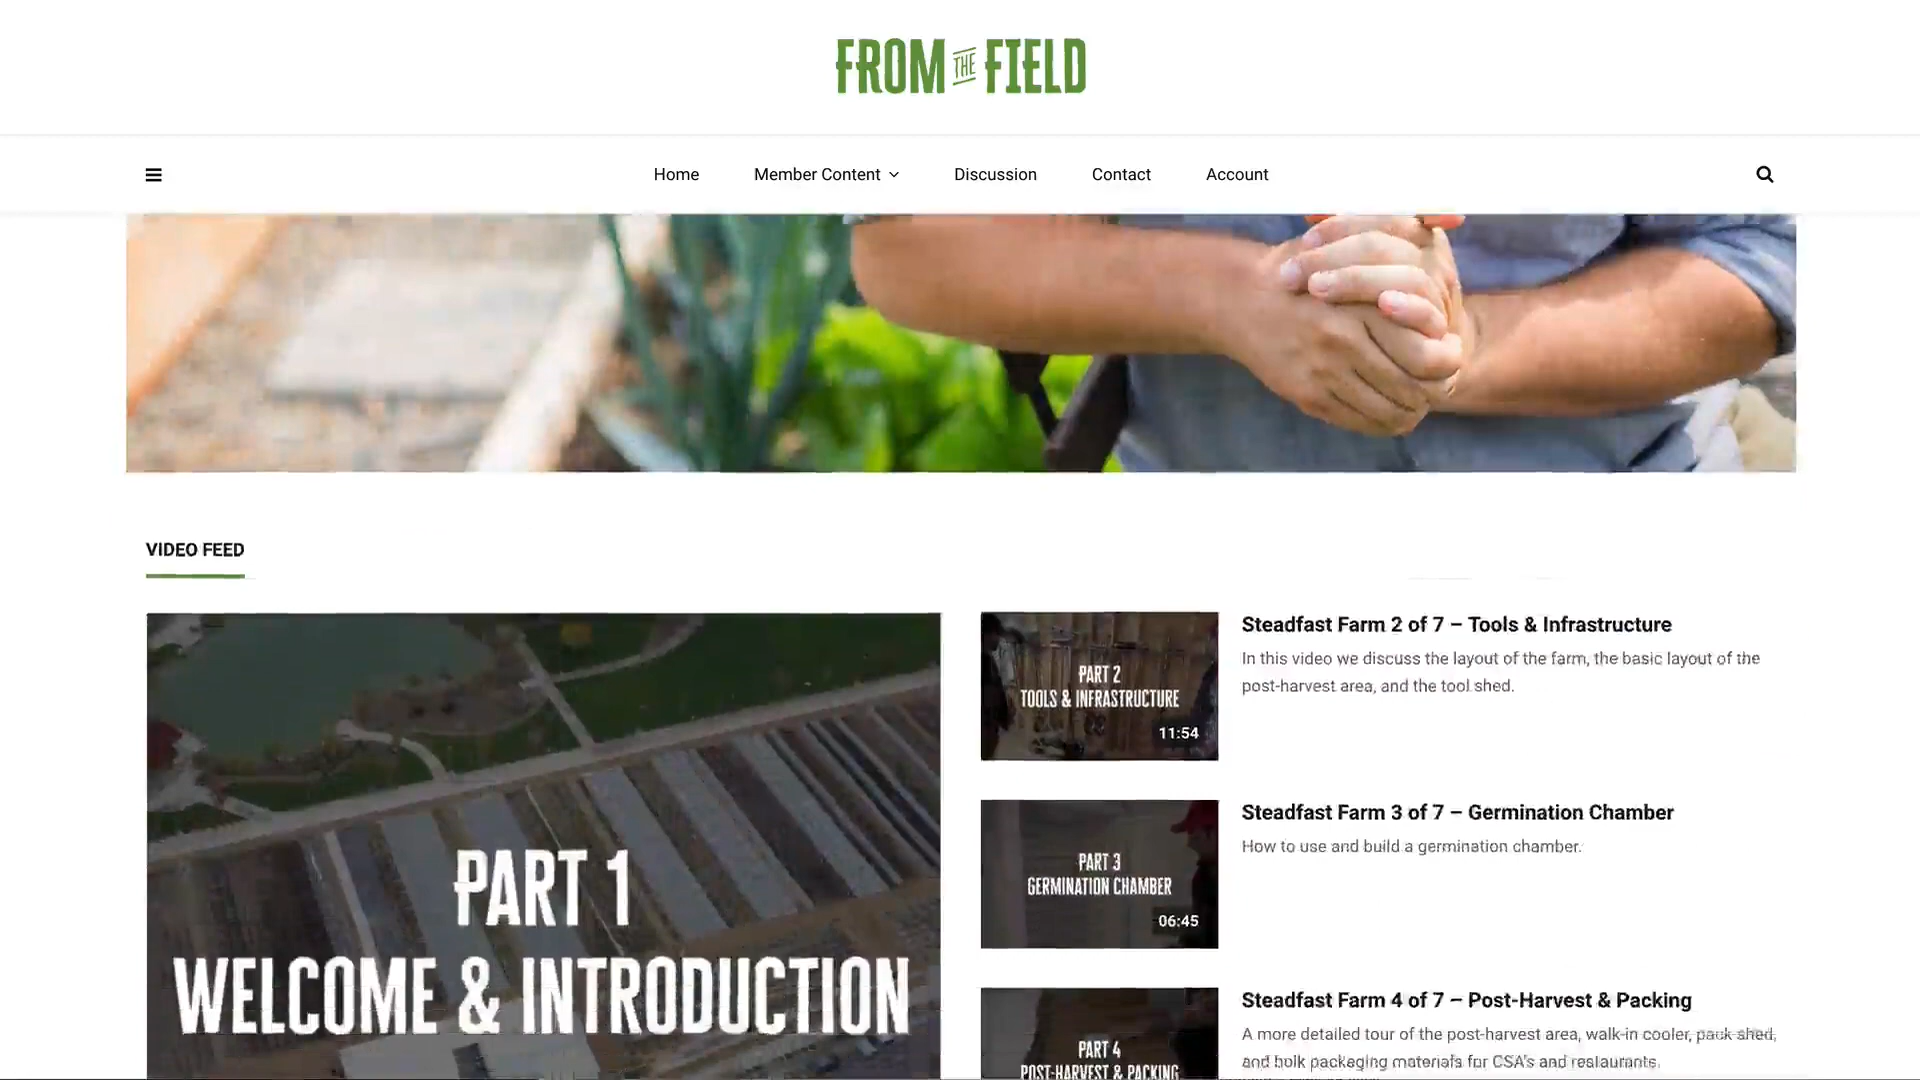 FROM THE FIELD
Home
Member Content
Discussion
Contact
Account
VIDEO FEED
PART 1
WELCOME & INTRODUCTION
PART 2
TOOLS & INFRASTRUCTURE
11:54
Steadfast Farm 2 of 7 – Tools & Infrastructure
In this video we discuss the layout of the farm, the basic layout of the
post-harvest area, and the tool shed.
PART 3
GERMINATION CHAMBER
06:45
Steadfast Farm 3 of 7 – Germination Chamber
How to use and build a germination chamber.
PART 4
POST-HARVEST & PACKING
Steadfast Farm 4 of 7 – Post-Harvest & Packing
A more detailed tour of the post-harvest area, walk-in cooler, pack shed,
and bolk packaging materials for CSA's and restaurants.